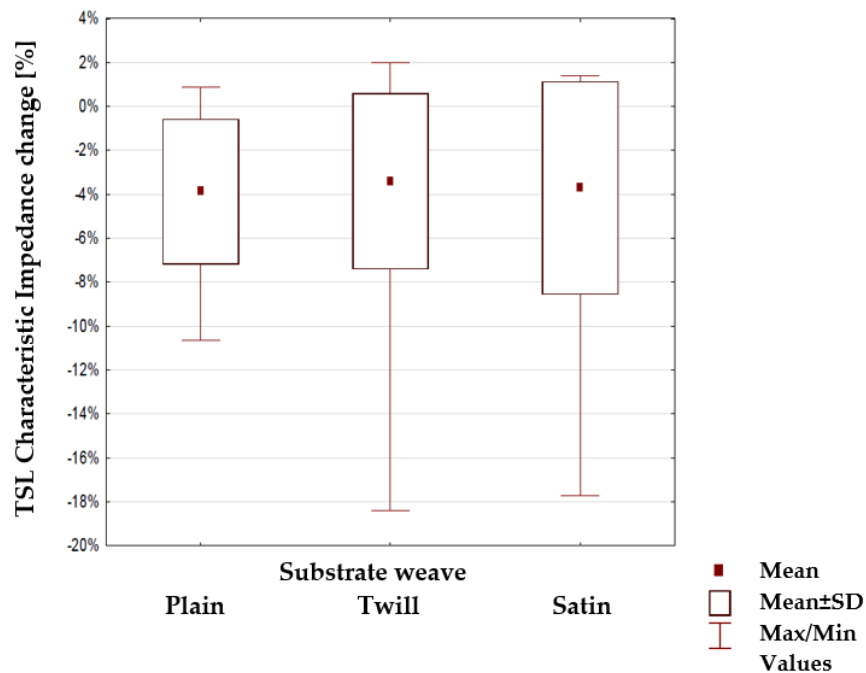 TSL Characteristic Impedance change [%]
4%
2%
0%
-2%
-4%
-6%
-8%
-10%
-12%
-14%
-16%
-18%
-20%
Substrate weave
Plain Twill Satin
Mean
Mean±SD
Max/Min
Values